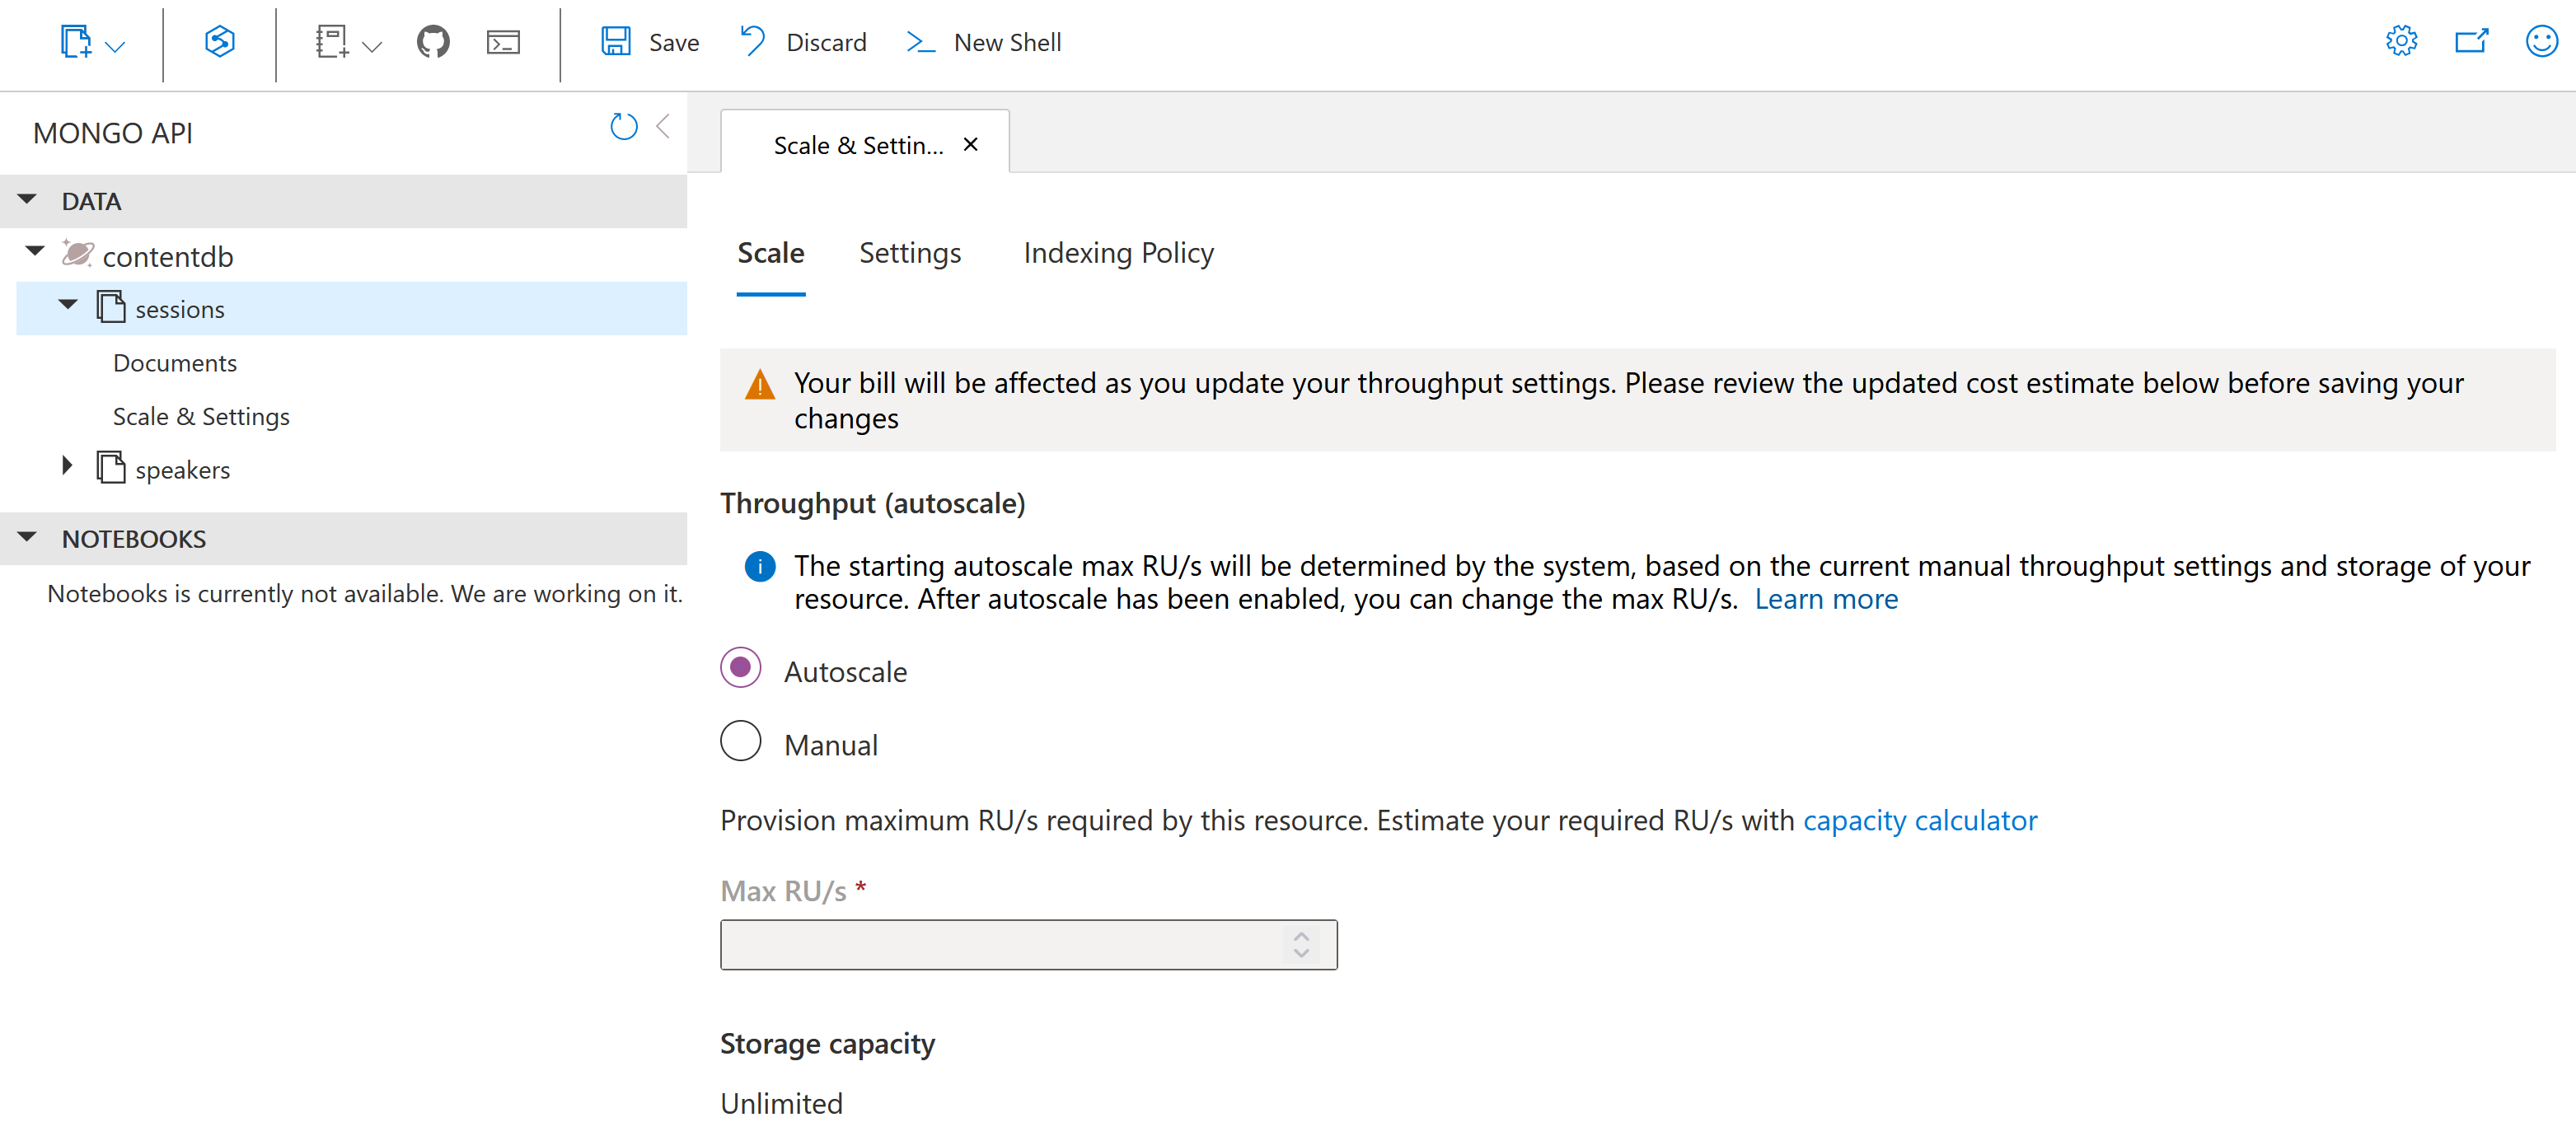 Save
Discard
New Shell
MONGO API
DATA
contentdb
sessions
Documents
Scale & Settings
speakers
NOTEBOOKS
Notebooks is currently not available. We are working on it.
Scale & Settin...
Scale
Settings
Indexing Policy
Your bill will be affected as you update your throughput settings. Please review the updated cost estimate below before saving your
changes
Throughput (autoscale)
The starting autoscale max RU/s will be determined by the system, based on the current manual throughput settings and storage of your
resource. After autoscale has been enabled, you can change the max RU/s. Learn more
Autoscale
Manual
Provision maximum RU/s required by this resource. Estimate your required RU/s with capacity calculator
Max RU/s *
Storage capacity
Unlimited